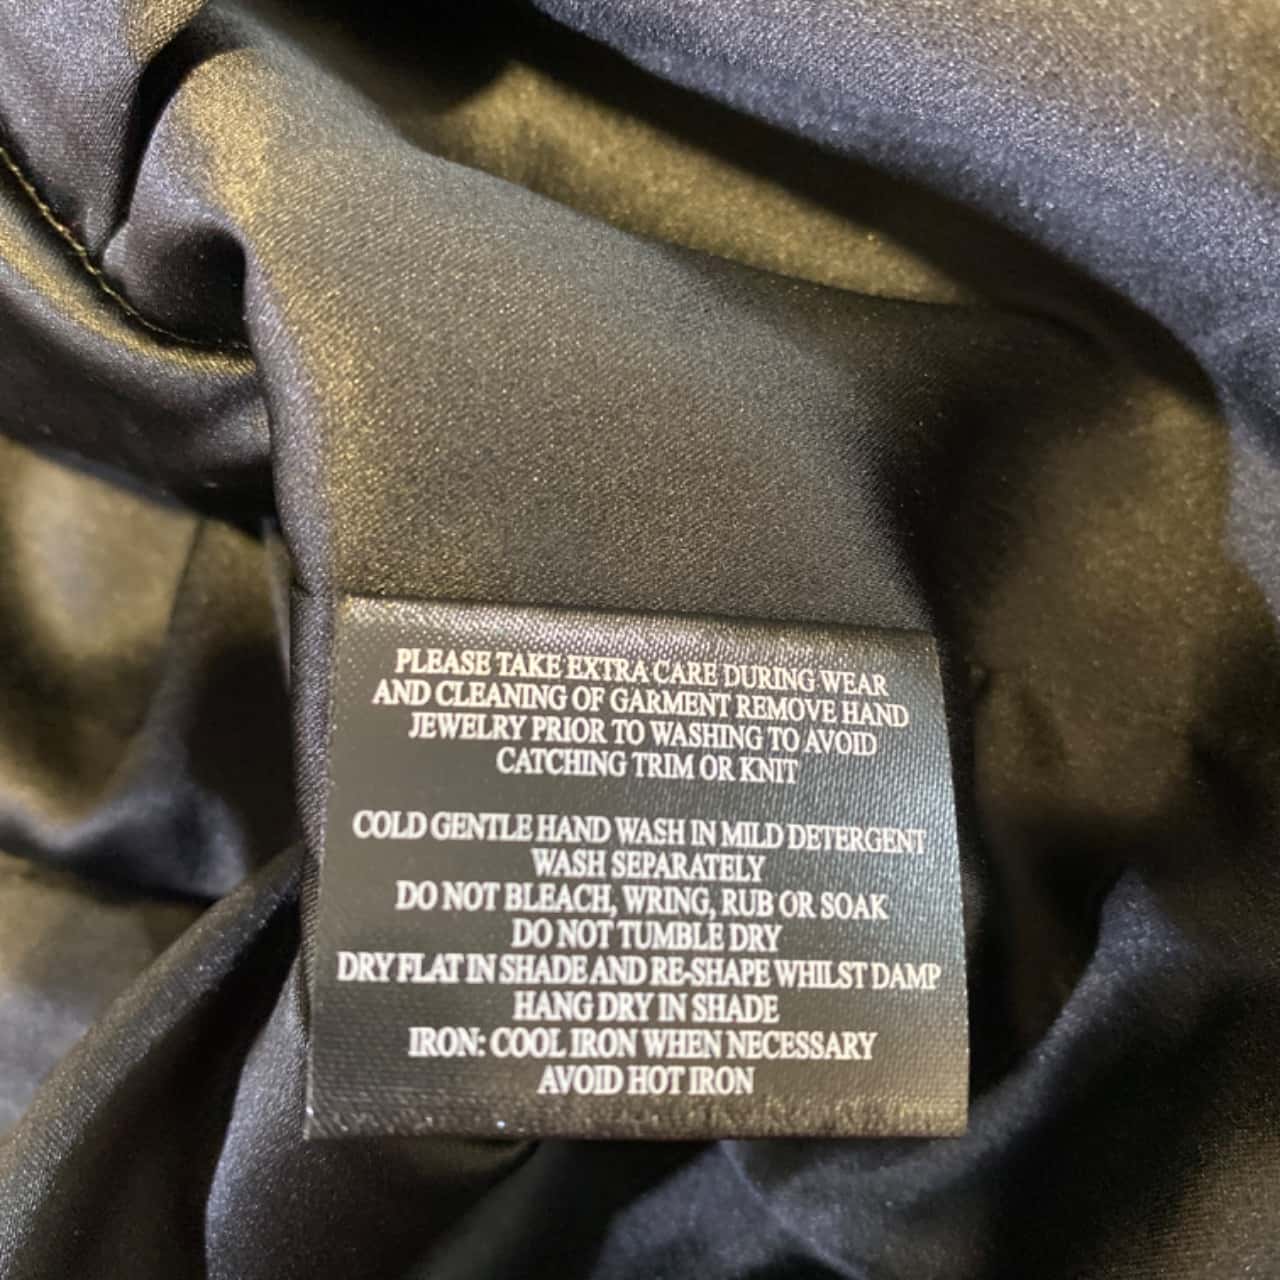 PLEASE TAKE EXTRA CARE DURING WEAR
AND CLEANING OF GARMENT REMOVE HAND
JEWELRY PRIOR TO WASHING TO AVOID
CATCHING TRIM OR KNIT
COLD GENTLE HAND WASH IN MILD DETERGENT
WASH SEPARATELY
DO NOT BLEACH, WRING, RUB OR SOAK
DO NOT TUMBLE DRY
DRY FLAT IN SHADE AND RE-SHAPE WHILST DAMP
HANG DRY IN SHADE
IRON: COOL IRON WHEN NECESSARY
AVOID HOT IRON